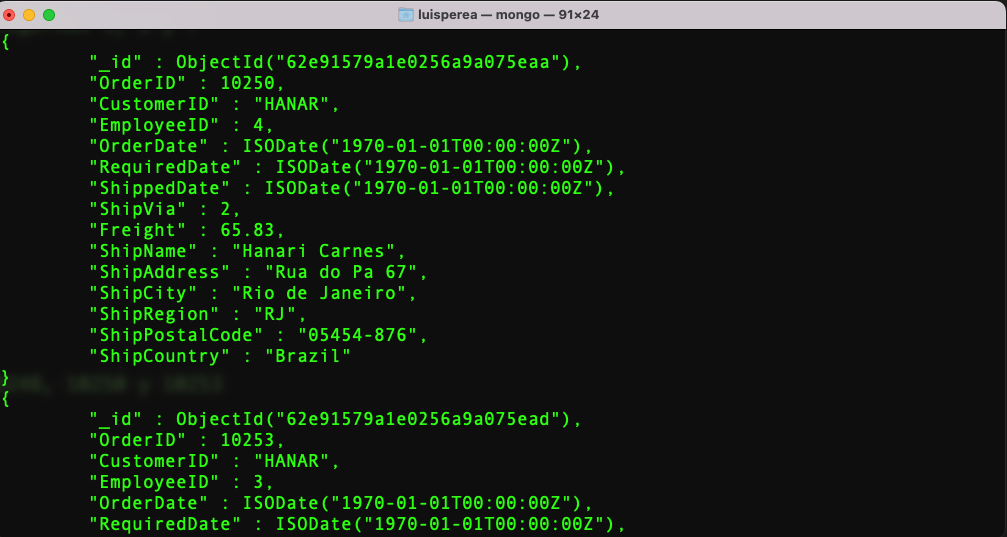 luisperea — mongo — 91×24
{
"_id" : ObjectId("62e91579a1e0256a9a075eaa"),
"OrderID" : 10250,
"CustomerID" : "HANAR",
"EmployeeID" : 4,
"OrderDate" : ISODate("1970-01-01T00:00:00Z"),
"RequiredDate" : ISODate("1970-01-01T00:00:00Z"),
"ShippedDate" : ISODate("1970-01-01T00:00:00Z"),
"ShipVia" : 2,
"Freight" : 65.83,
"ShipName" : "Hanari Carnes",
"ShipAddress" : "Rua do Pa 67",
"ShipCity" : "Rio de Janeiro",
"ShipRegion" : "RJ",
"ShipPostalCode" : "05454-876",
"ShipCountry" : "Brazil"
}
{
"_id" : ObjectId("62e91579a1e0256a9a075ead"),
"OrderID" : 10253,
"CustomerID" : "HANAR",
"EmployeeID" : 3,
"OrderDate" : ISODate("1970-01-01T00:00:00Z"),
"RequiredDate" : ISODate("1970-01-01T00:00:00Z"),